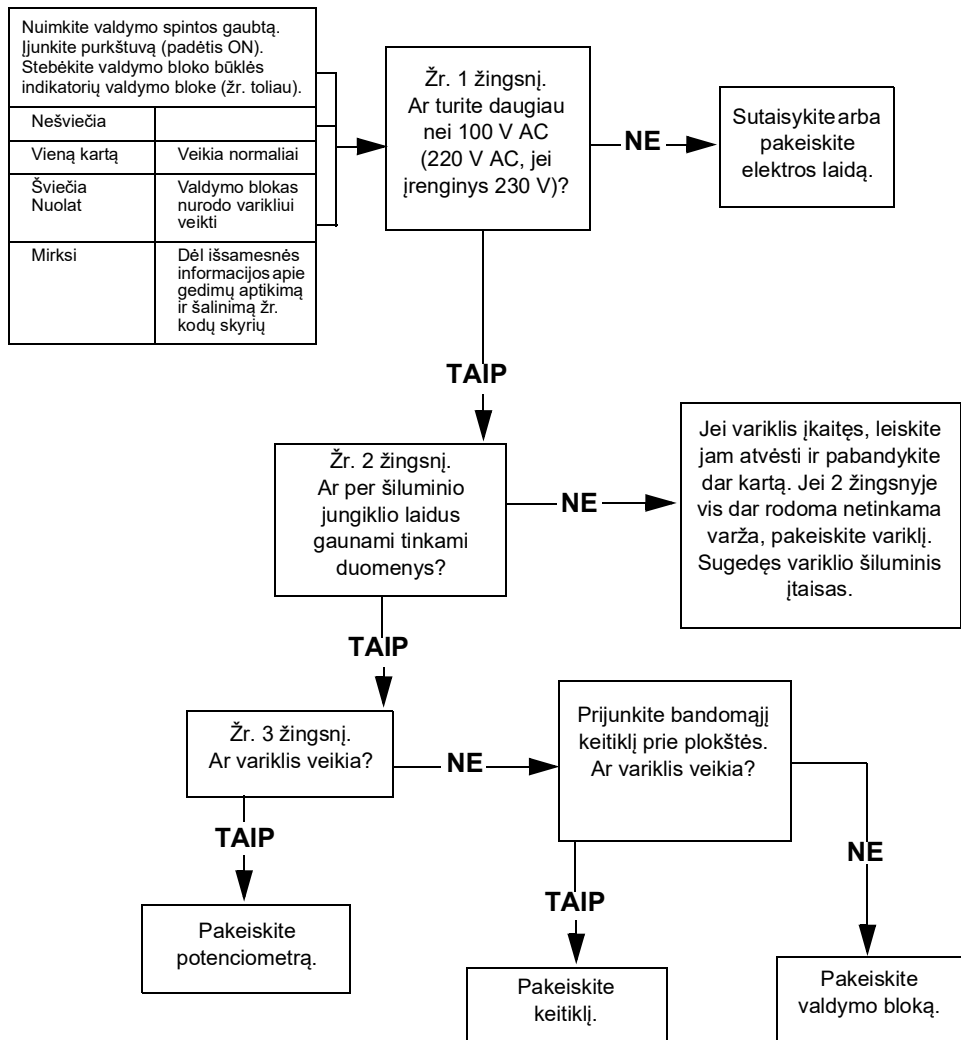 Nuimkite valdymo spintos gaubtą.
Įjunkite purkštuvą (padėtis ON).
Stebėkite valdymo bloko būklės
indikatorių valdymo bloke (žr. toliau).
Nešviečia
Vieną kartą
Veikia normaliai
Šviečia
Nuolat
Valdymo blokas
nurodo varikliui
veikti
Mirksi
Dėl išsamesnės
informacijos apie
gedimų aptikimą
ir šalinimą žr.
kodų skyrių
Žr. 1 žingsnį.
Ar turite daugiau
nei 100 V AC
(220 V AC, jei
įrenginys 230 V)?
NE
Sutaisykite arba
pakeiskite
elektros laidą.
TAIP
Žr. 2 žingsnį.
Ar per šiluminio
jungiklio laidus
gaunami tinkami
duomenys?
NE
Jei variklis įkaitęs, leiskite
jam atvėsti ir pabandykite
dar kartą. Jei 2 žingsnyje
vis dar rodoma netinkama
varža, pakeiskite variklį.
Sugedęs variklio šiluminis
įtaisas.
TAIP
Žr. 3 žingsnį.
Ar variklis veikia?
NE
Prijunkite bandomąjį
keitiklį prie plokštės.
Ar variklis veikia?
TAIP
NE
TAIP
Pakeiskite
potenciometrą.
Pakeiskite
keitiklį.
Pakeiskite
valdymo bloką.